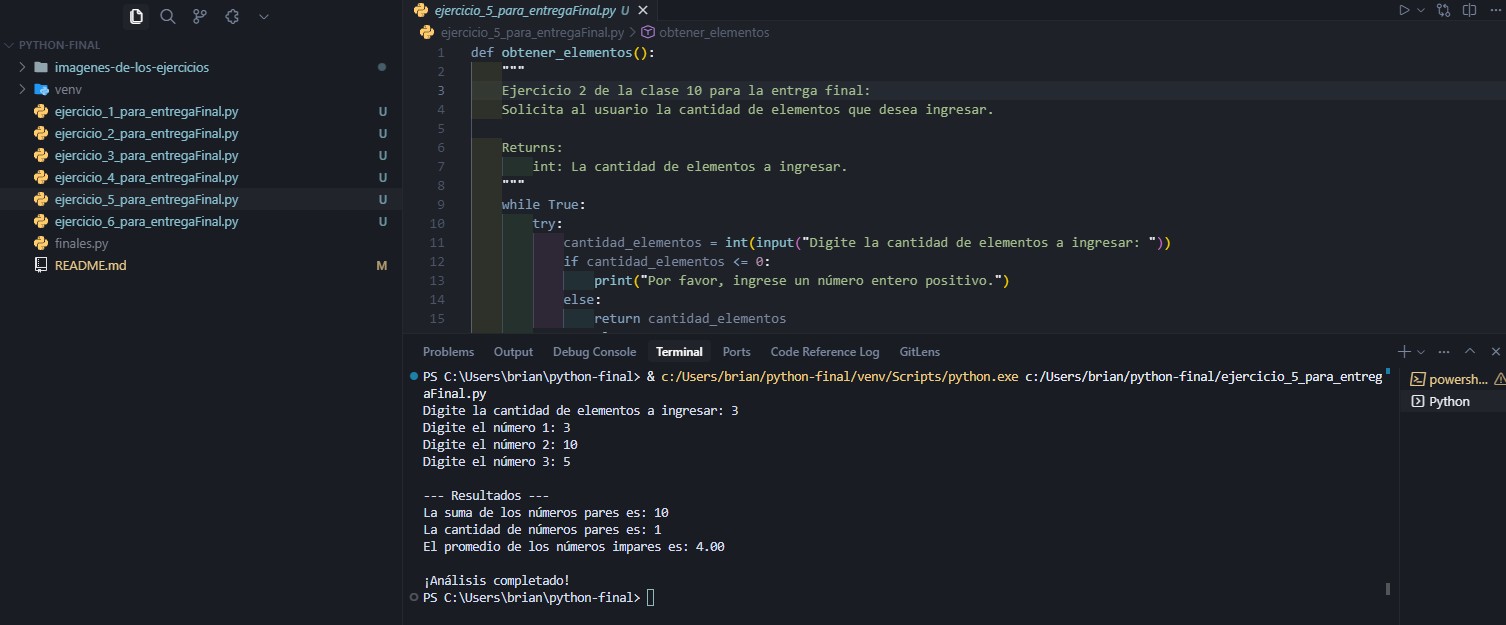 PYTHON-FINAL
imagenes-de-los-ejercicios
venv
ejercicio_1_para_entregaFinal.py U
ejercicio_2_para_entregaFinal.py U
ejercicio_3_para_entregaFinal.py U
ejercicio_4_para_entregaFinal.py U
ejercicio_5_para_entregaFinal.py U
ejercicio_6_para_entregaFinal.py U
finales.py
README.md M
ejercicio_5_para_entregaFinal.py U
ejercicio_5_para_entregaFinal.py > obtener_elementos
1 def obtener_elementos():
2 """
3 Ejercicio 2 de la clase 10 para la entrga final:
4 Solicita al usuario la cantidad de elementos que desea ingresar.
5
6 Returns:
7 int: La cantidad de elementos a ingresar.
8 """
9 while True:
10 try:
11 cantidad_elementos = int(input("Digite la cantidad de elementos a ingresar: "))
12 if cantidad_elementos <= 0:
13 print("Por favor, ingrese un número entero positivo.")
14 else:
15 return cantidad_elementos
Problems Output Debug Console Terminal Ports Code Reference Log GitLens
PS C:\Users\brian\python-final> & c:/Users/brian/python-final/venv/Scripts/python.exe c:/Users/brian/python-final/ejercicio_5_para_entreg
aFinal.py
Digite la cantidad de elementos a ingresar: 3
Digite el número 1: 3
Digite el número 2: 10
Digite el número 3: 5
--- Resultados ---
La suma de los números pares es: 10
La cantidad de números pares es: 1
El promedio de los números impares es: 4.00
¡Análisis completado!
PS C:\Users\brian\python-final>
powersh...
Python